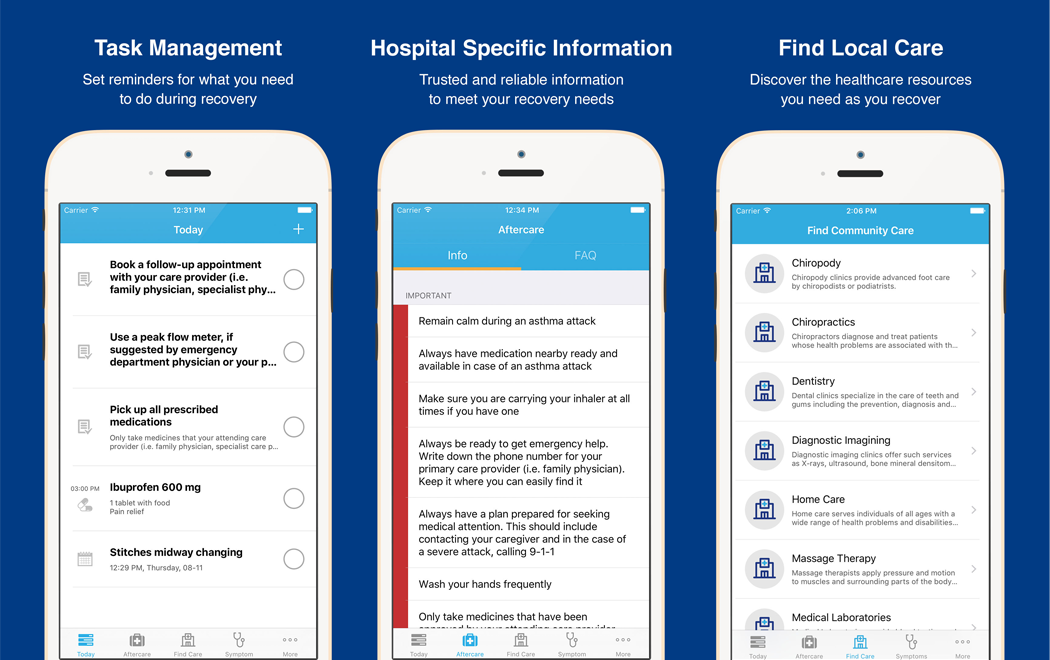 Task Management
Set reminders for what you need
to do during recovery
Carrier
12:31 PM
Today
Book a follow-up appointment
with your care provider (i.e.
family physician, specialist phy...
Use a peak flow meter, if
suggested by emergency
department physician or your p...
Pick up all prescribed
medications
Only take medicines that your attending care
provider (i.e. family physician, specialist care p...
03:00 PM
Ibuprofen 600 mg
1 tablet with food
Pain relief
Stitches midway changing
12:29 PM, Thursday, 08-11
Today
Aftercare
Find Care
Symptom
More
Hospital Specific Information
Trusted and reliable information
to meet your recovery needs
Carrier
12:34 PM
Aftercare
Info
FAQ
IMPORTANT
Remain calm during an asthma attack
Always have medication nearby ready and
available in case of an asthma attack
Make sure you are carrying your inhaler at all
times if you have one
Always be ready to get emergency help.
Write down the phone number for your
primary care provider (i.e. family physician).
Keep it where you can easily find it
Always have a plan prepared for seeking
medical attention. This should include
contacting your caregiver and in the case of
a severe attack, calling 9-1-1
Wash your hands frequently
Only take medicines that have been
Today
Aftercare
Find Care
Symptom
More
Find Local Care
Discover the healthcare resources
you need as you recover
Carrier
2:06 PM
Find Community Care
Chiropody
Chiropody clinics provide advanced foot care
by chiropodists or podiatrists.
Chiropractics
Chiropractors diagnose and treat patients
whose health problems are associated with th...
Dentistry
Dental clinics specialize in the care of teeth and
gums including the prevention, diagnosis and...
Diagnostic Imagining
Diagnostic imaging clinics offer such services
as X-rays, ultrasound, bone mineral densitom...
Home Care
Home care serves individuals of all ages with a
wide range of health problems and disabilities...
Massage Therapy
Massage therapists apply pressure and motion
to muscles and surrounding parts of the body...
Medical Laboratories
Today
Aftercare
Find Care
Symptoms
More